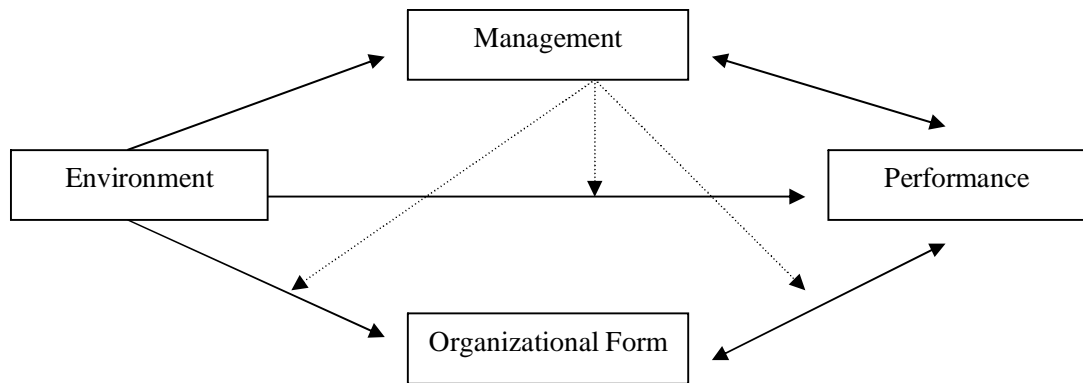 Management
Environment
Performance
Organizational Form